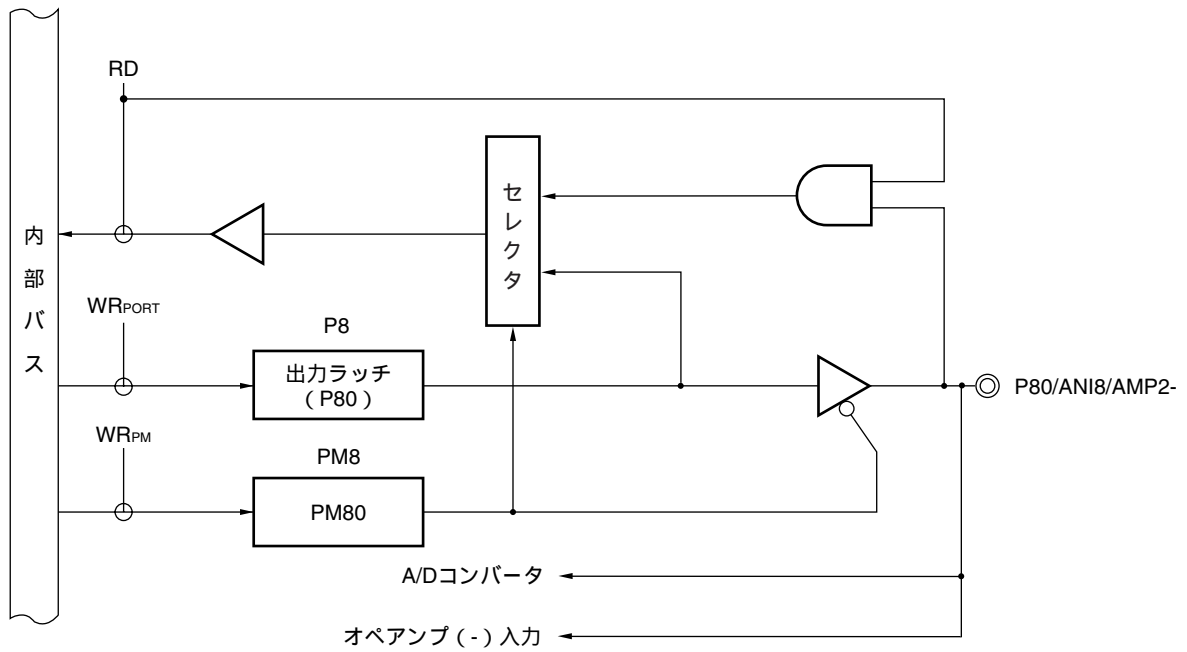 RD
セレクタ
内部バス
WRPORT
P8
出力ラッチ
(P80)
P80/ANI8/AMP2-
WRPM
PM8
PM80
A/Dコンバータ
オペアンプ(-)入力